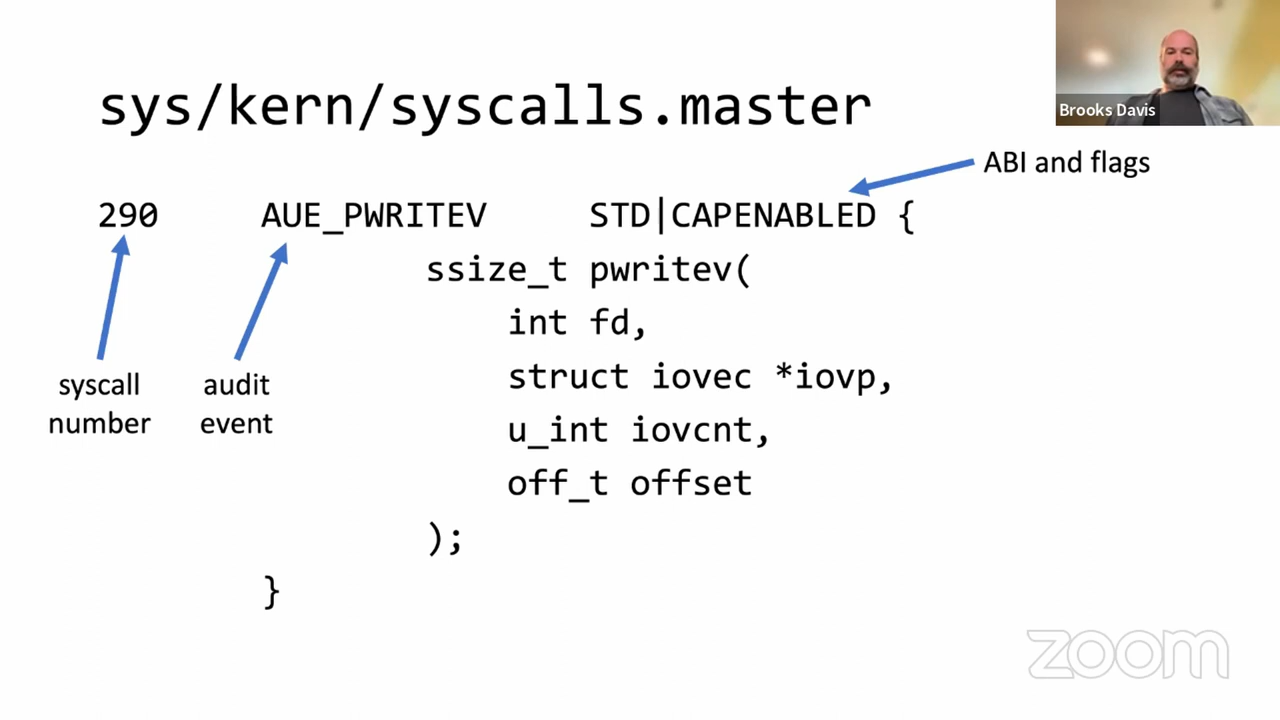 sys/kern/syscalls.master
Brooks Davis
ABI and flags
290 AUE_PWRITEV STD|CAPENABLED {
ssize_t pwritev(
int fd,
struct iovec *iovp,
u_int iovcnt,
off_t offset
);
}
syscall
number
audit
event
zoom